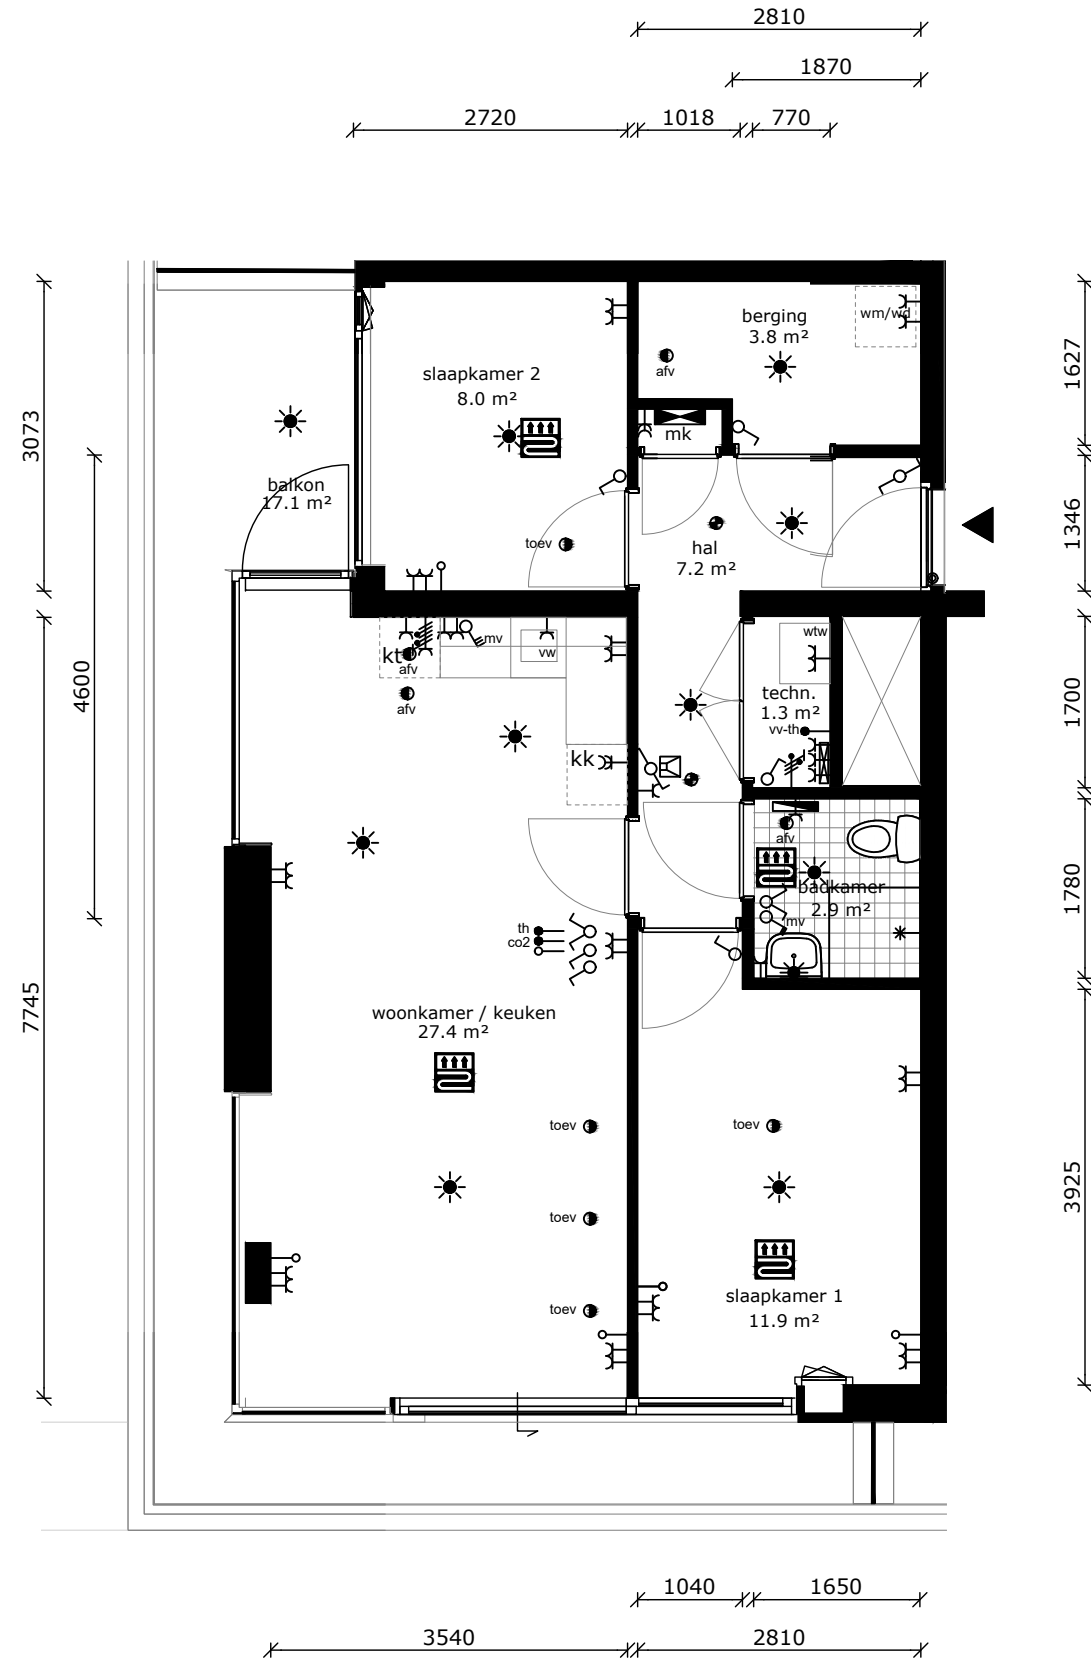 2810
1870
2720
1018
770
3073
4600
7745
1627
1346
1700
1780
3925
berging
3.8 m²
wm/wd
afv
slaapkamer 2
8.0 m²
mk
balkon
17.1 m²
toev
hal
7.2 m²
kt
afv
afv
mv
vw
wtw
techn.
1.3 m²
vv-th
kk
afv
badkamer
2.9 m²
mv
th
co2
woonkamer / keuken
27.4 m²
toev
toev
toev
toev
slaapkamer 1
11.9 m²
1040
1650
3540
2810